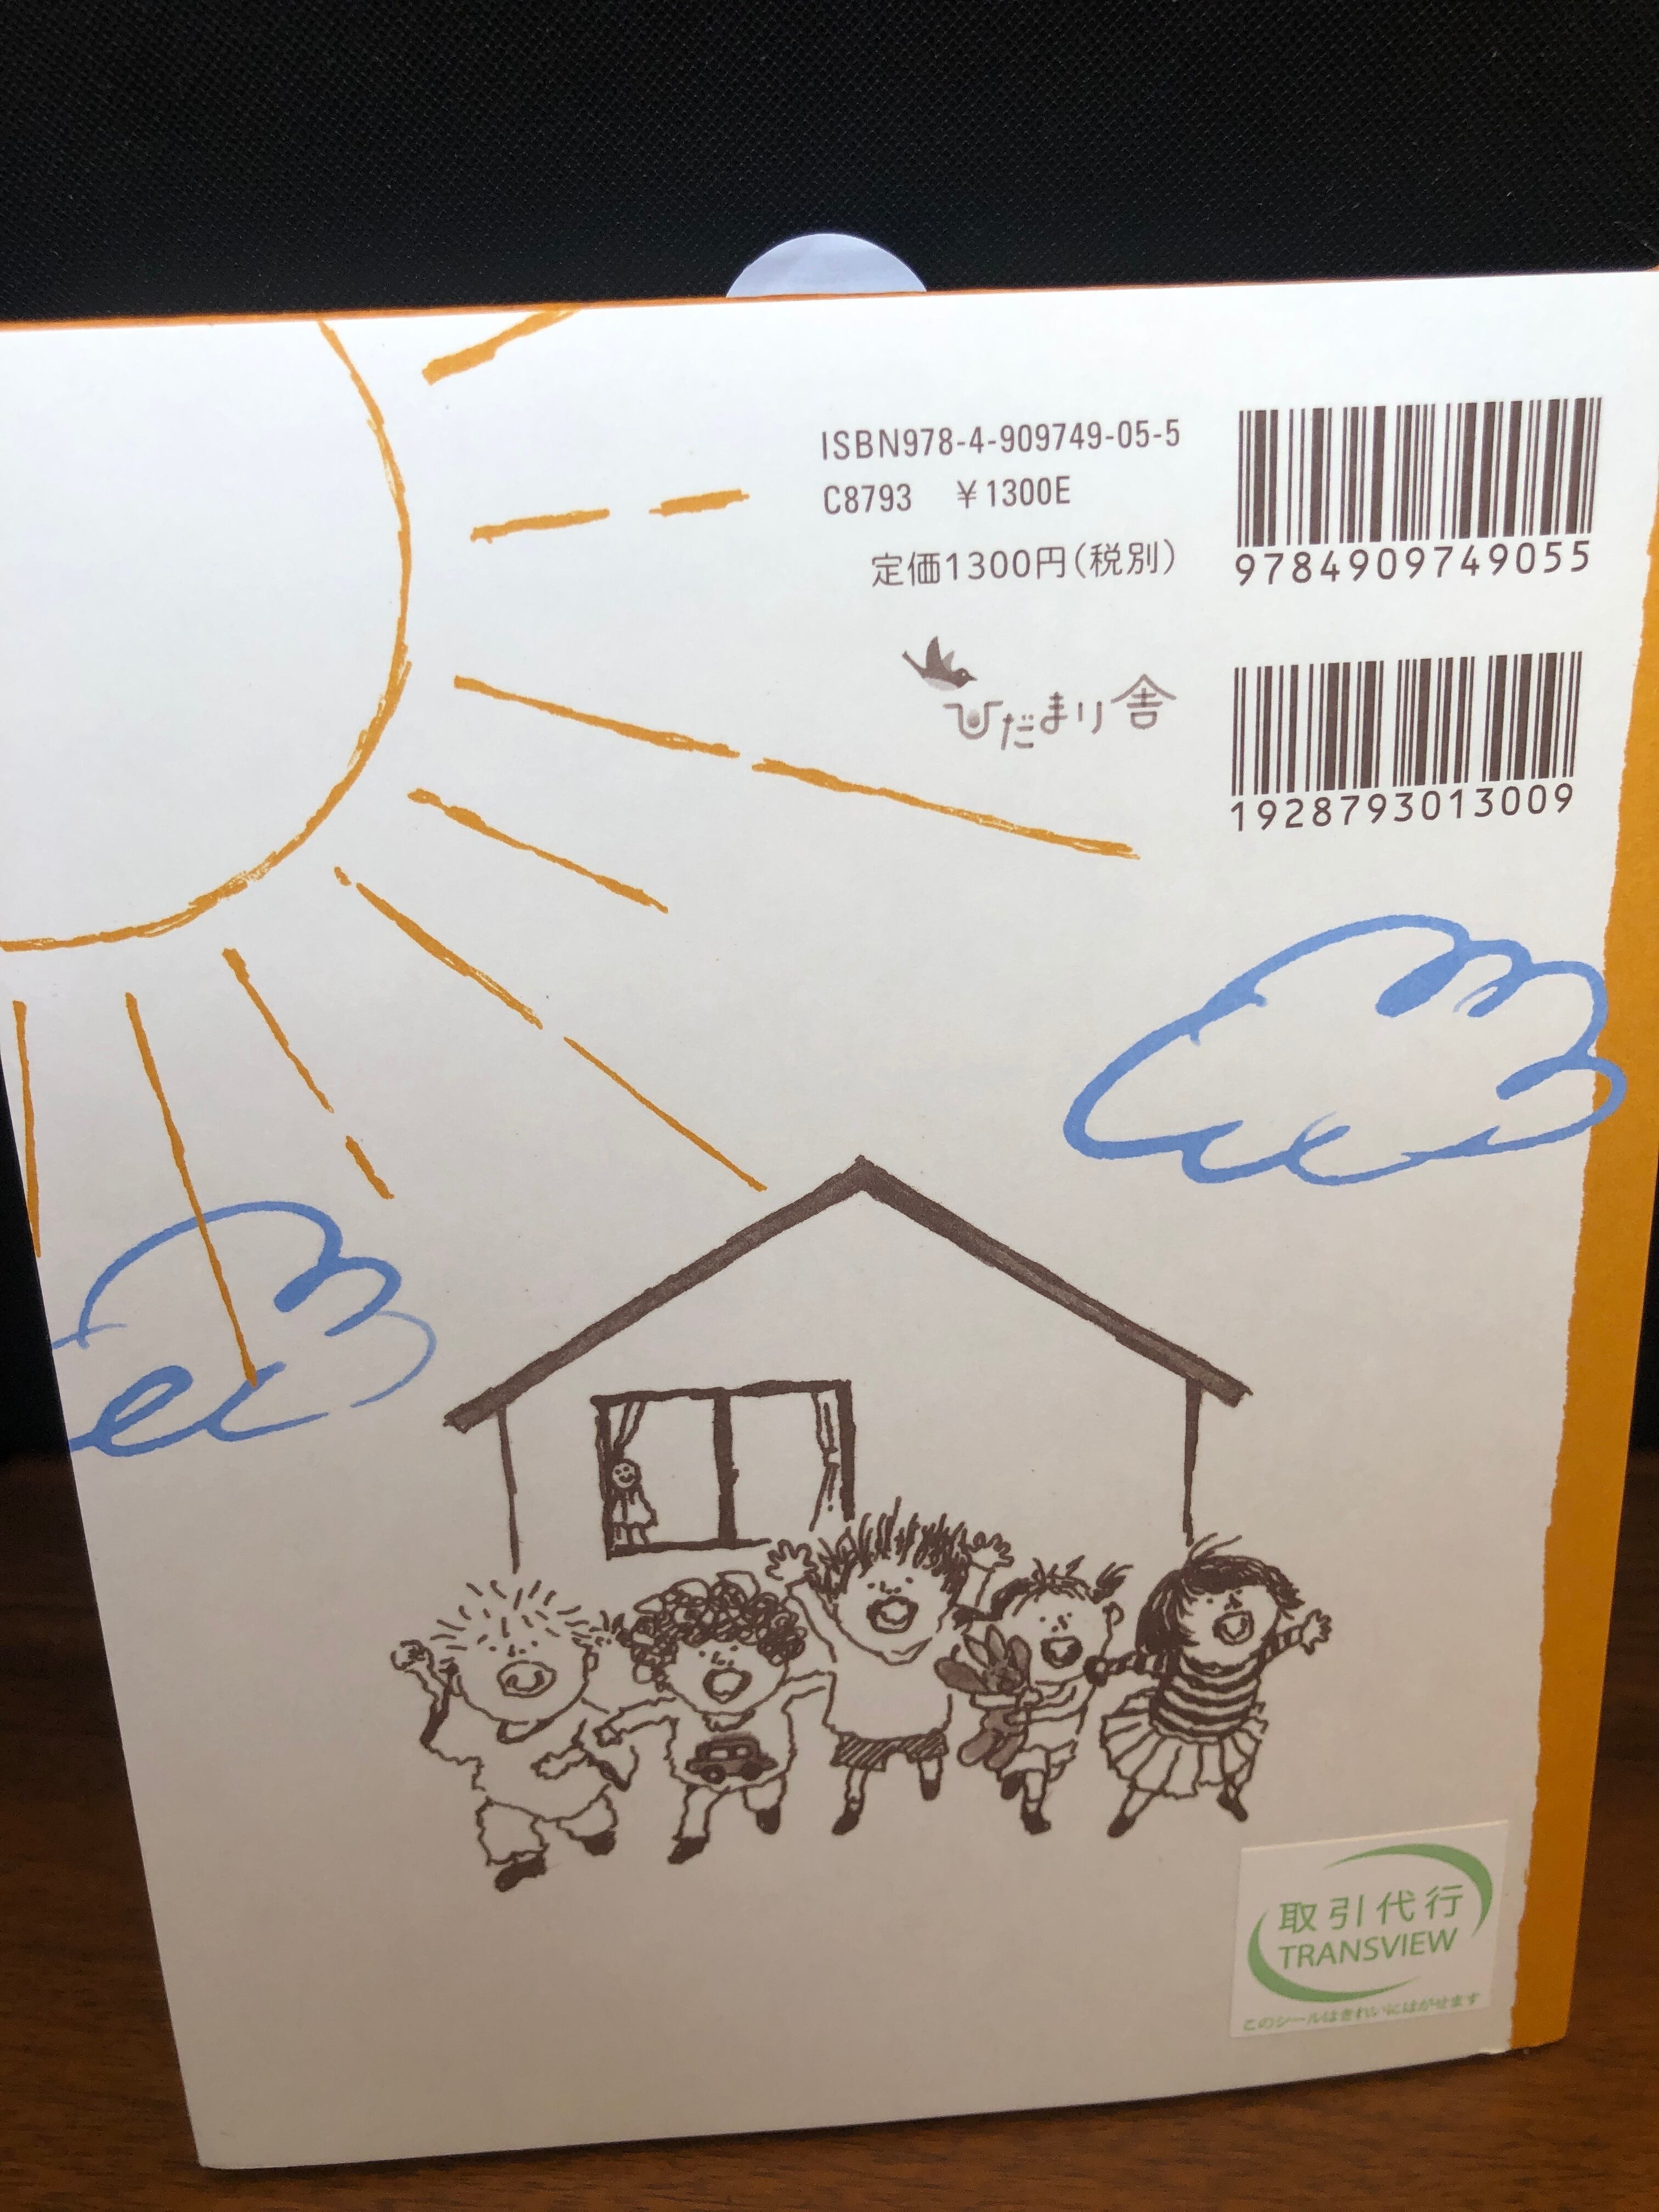 ISBN978-4-909749-05-5
C8793 ¥1300E
定価1300円(税別)
9784909749055
ひだまり舎
1928793013009
取引代行
TRANSVIEW
このシールはきれいにはがせます